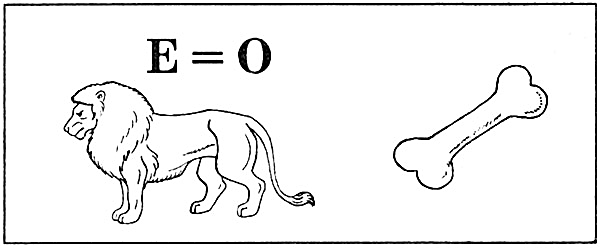 E = O